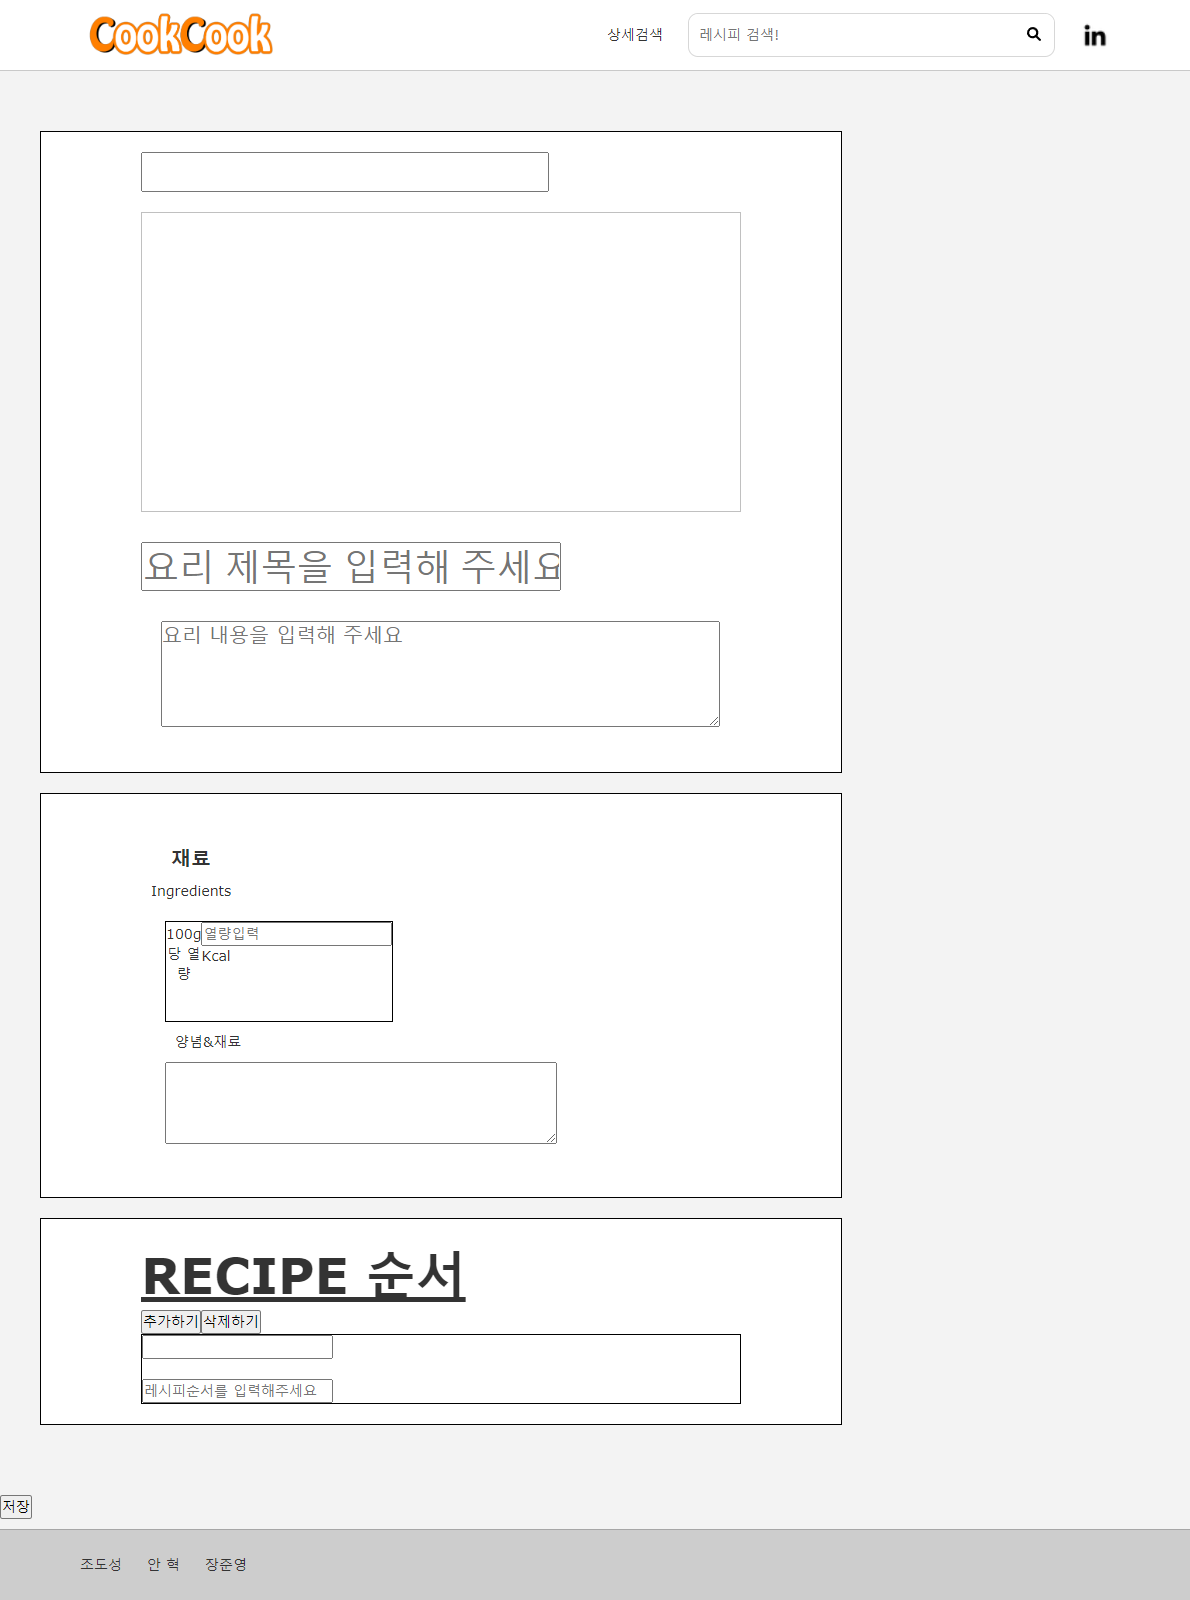 CookCook
상세검색
레시피 검색!
in
요리 제목을 입력해 주세요
요리 내용을 입력해 주세요
재료
Ingredients
100g
당 열
량
열량입력
Kcal
양념&재료
RECIPE 순서
추가하기
삭제하기
레시피순서를 입력해주세요
저장
조도성 안 혁 장준영